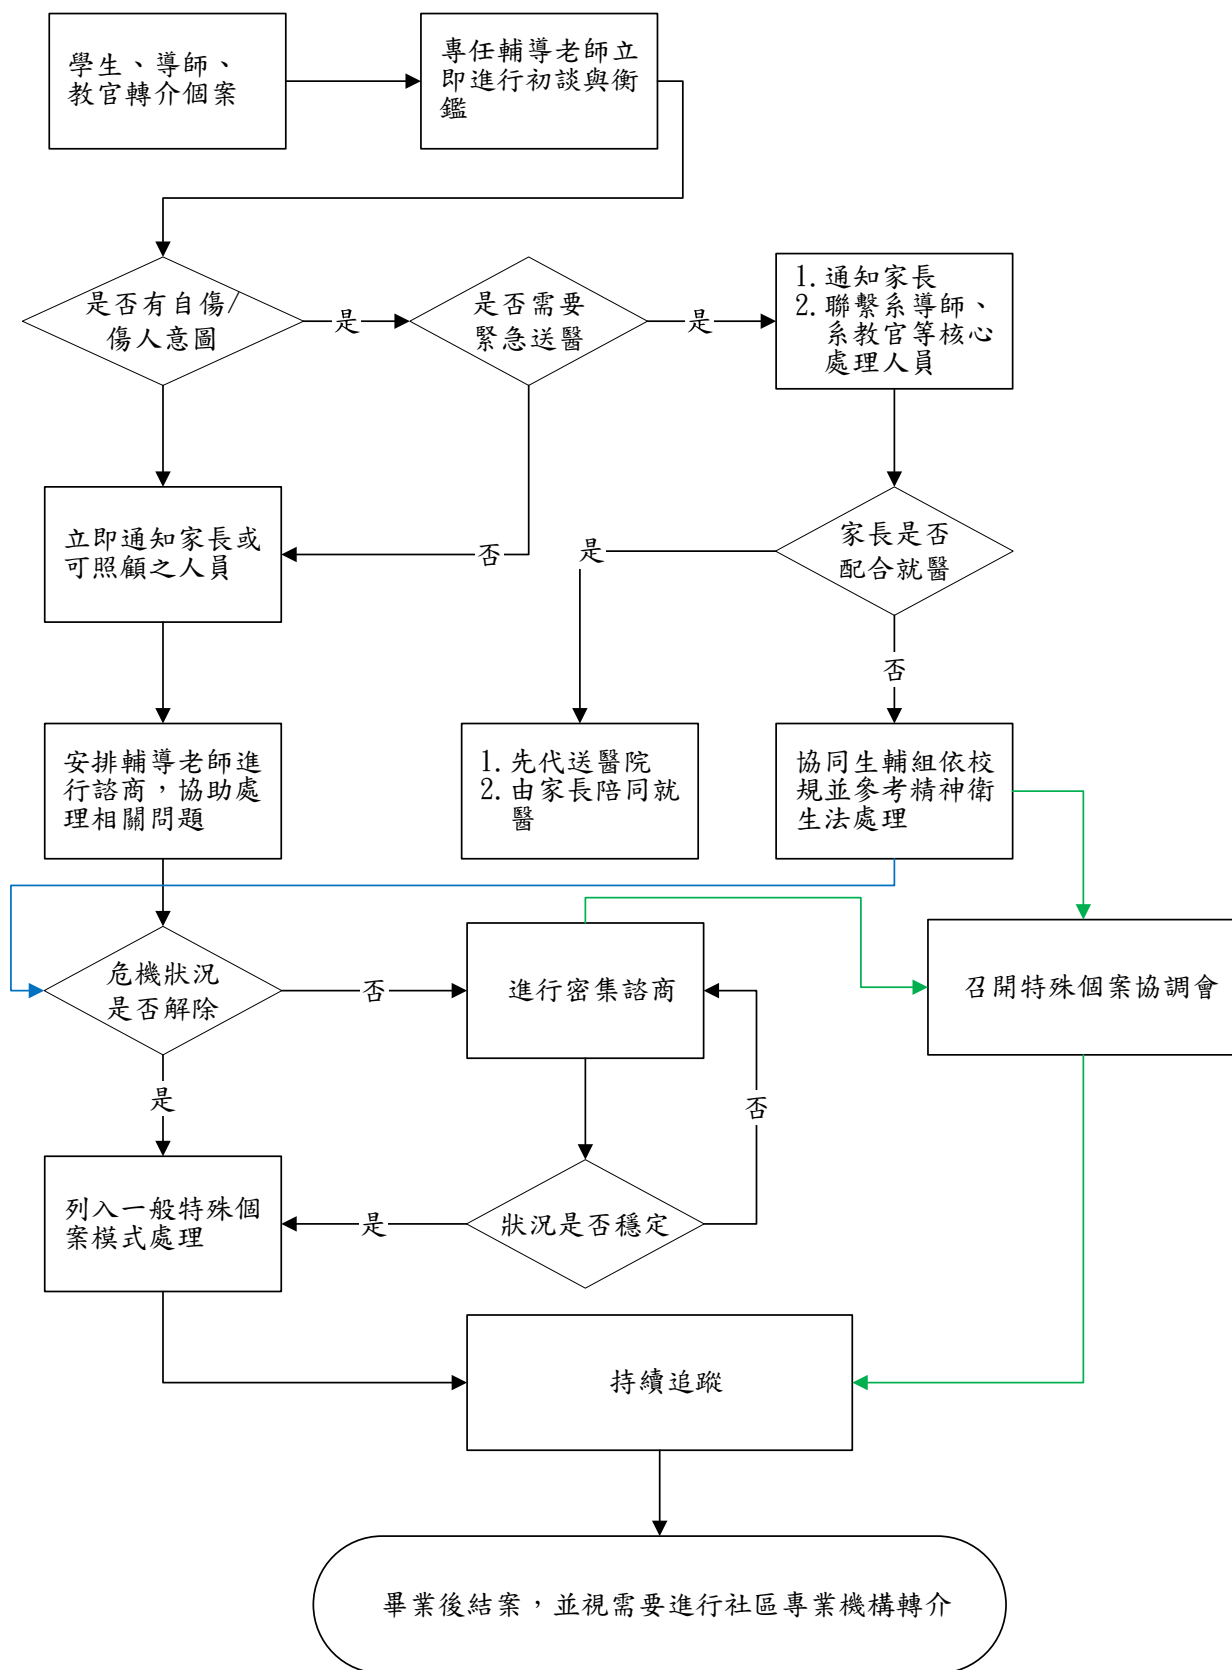 學生、導師、
教官轉介個案
專任輔導老師立
即進行初談與衡
鑑
是否有自傷/
傷人意圖
是
是否需要
緊急送醫
是
1.通知家長
2.聯繫系導師、
系教官等核心
處理人員
立即通知家長或
可照顧之人員
否
是
家長是否
配合就醫
否
安排輔導老師進
行諮商，協助處
理相關問題
1.先代送醫院
2.由家長陪同就
醫
協同生輔組依校
規並參考精神衛
生法處理
危機狀況
是否解除
否
進行密集諮商
召開特殊個案協調會
是
否
列入一般特殊個
案模式處理
是
狀況是否穩定
持續追蹤
畢業後結案，並視需要進行社區專業機構轉介